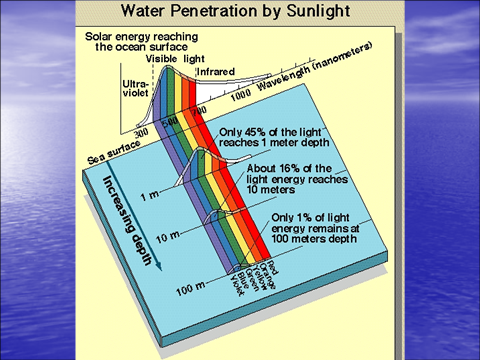 Water Penetration by Sunlight
Solar energy reaching
the ocean surface
Visible light
Infrared
Ultra-
violet
Wavelength (nanometers)
300
500
700
1000
Sea surface
Only 45% of the light
reaches 1 meter depth
Increasing depth
1 m
About 16% of the
light energy reaches
10 meters
10 m
Only 1% of light
energy remains at
100 meters depth
100 m
Violet
Blue
Green
Yellow
Orange
Red